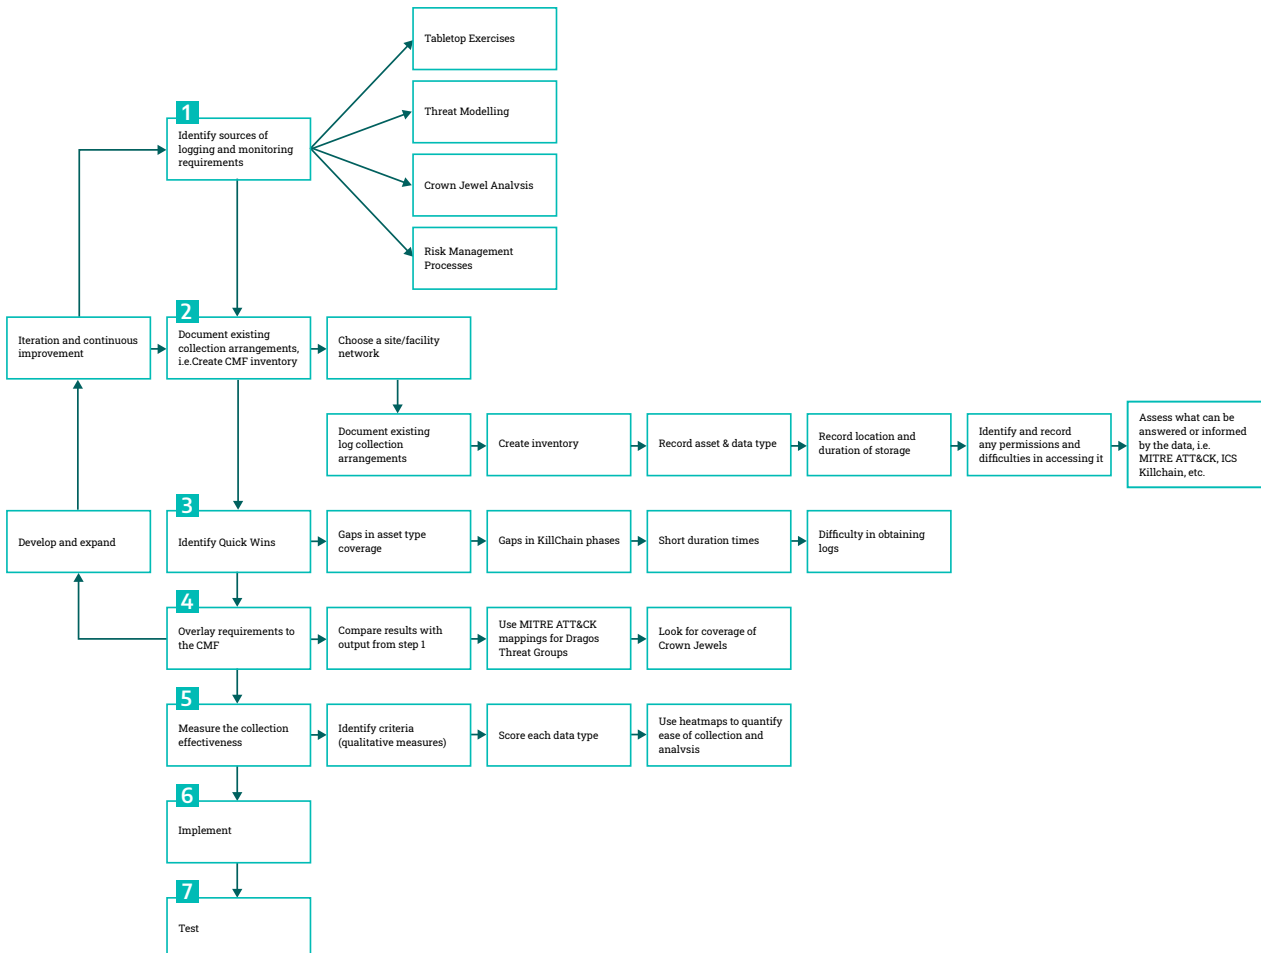 Tabletop Exercises
Threat Modelling
1
Identify sources of
logging and monitoring
requirements
Crown Jewel Analysis
Risk Management
Processes
Iteration and continuous
improvement
2
Document existing
collection arrangements,
i.e.Create CMF inventory
Choose a site/facility
network
Document existing
log collection
arrangements
Create inventory
Record asset & data type
Record location and
duration of storage
Identify and record
any permissions and
difficulties in accessing it
Assess what can be
answered or informed
by the data, i.e.
MITRE ATT&CK, ICS
Killchain, etc.
Develop and expand
3
Identify Quick Wins
Gaps in asset type
coverage
Gaps in KillChain phases
Short duration times
Difficulty in obtaining
logs
4
Overlay requirements to
the CMF
Compare results with
output from step 1
Use MITRE ATT&CK
mappings for Dragos
Threat Groups
Look for coverage of
Crown Jewels
5
Measure the collection
effectiveness
Identify criteria
(qualitative measures)
Score each data type
Use heatmaps to quantify
ease of collection and
analysis
6
Implement
7
Test